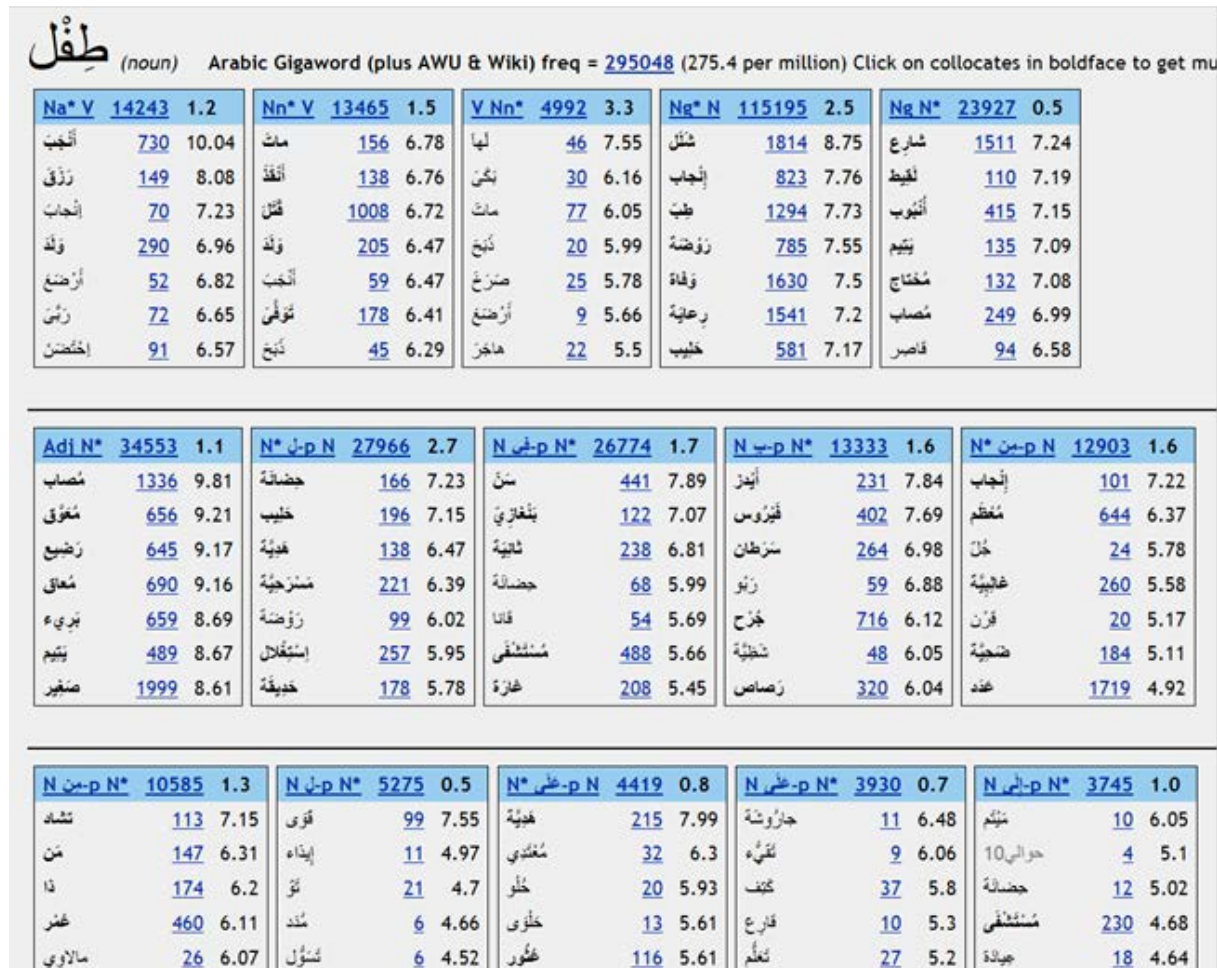 طِفْل (noun) Arabic Gigaword (plus AWU & Wiki) freq = 295048 (275.4 per million) Click on collocates in boldface to get mu
Na* V 14243 1.2 Nn* V 13465 1.5 V Nn* 4992 3.3 Ng* N 115195 2.5 Ng N* 23927 0.5
أَنْجَبَ 730 10.04 ماتَ 156 6.78 لَها 46 7.55 شَلَل 1814 8.75 شارِع 1511 7.24
رَزَقَ 149 8.08 أَنْقَذَ 138 6.76 بَكَى 30 6.16 إِنْجاب 823 7.76 لَقِيط 110 7.19
إِنْجابَ 70 7.23 قَتَلَ 1008 6.72 ماتَ 77 6.05 طِبّ 1294 7.73 أُنْبُوب 415 7.15
وَلَدَ 290 6.96 وَلَدَ 205 6.47 ذَبَحَ 20 5.99 رَوْضَة 785 7.55 يَتِيم 135 7.09
أَرْضَعَ 52 6.82 أَنْجَبَ 59 6.47 صَرَخَ 25 5.78 وَفاة 1630 7.5 مُحْتاج 132 7.08
رَبَّىَ 72 6.65 تَوَفَّىَ 178 6.41 أَرْضَعَ 9 5.66 رِعايَة 1541 7.2 مُصاب 249 6.99
اِحْتَضَنَ 91 6.57 ذَبَحَ 45 6.29 هاجَرَ 22 5.5 حَلِيب 581 7.17 قاصِر 94 6.58
Adj N* 34553 1.1 N* ل-p N 27966 2.7 N في-p N* 26774 1.7 N ب-p N* 13333 1.6 N* من-p N 12903 1.6
مُصاب 1336 9.81 حِضانَة 166 7.23 سَنّ 441 7.89 أَيْدز 231 7.84 إِنْجاب 101 7.22
مُعَوَّق 656 9.21 حَلِيب 196 7.15 بَنْغازِيّ 122 7.07 فَيْرُوس 402 7.69 مُعْظَم 644 6.37
رَضِيع 645 9.17 هَدِيَّة 138 6.47 ثانِيَة 238 6.81 سَرَطان 264 6.98 جُلّ 24 5.78
مُعاق 690 9.16 مَسْرَحِيَّة 221 6.39 حِضانَة 68 5.99 رَبْو 59 6.88 غالِبِيَّة 260 5.58
بَرِيء 659 8.69 رَوْضَة 99 6.02 قانا 54 5.69 جُرْح 716 6.12 قَرْن 20 5.17
يَتِيم 489 8.67 اِسْتِغْلال 257 5.95 مُسْتَشْفَى 488 5.66 شَظِيَّة 48 6.05 ضَحِيَّة 184 5.11
صَغِير 1999 8.61 حَدِيقَة 178 5.78 غارَة 208 5.45 رَصاص 320 6.04 عَدَد 1719 4.92
N من-p N* 10585 1.3 N ل-p N* 5275 0.5 N* على-p N 4419 0.8 N على-p N* 3930 0.7 N إلى-p N* 3745 1.0
تشاد 113 7.15 قَوِى 99 7.55 هَدِيَّة 215 7.99 جارُوشَة 11 6.48 مَيْتَم 10 6.05
مَن 147 6.31 إِيذاء 11 4.97 مُعْتَدِي 32 6.3 تَقَيُّء 9 6.06 حوالي10 4 5.1
ذا 174 6.2 تَوّ 21 4.7 حُلْو 20 5.93 كَتِف 37 5.8 حِضانَة 12 5.02
عُمْر 460 6.11 مُدَد 6 4.66 حَلْوَى 13 5.61 قارِع 10 5.3 مُسْتَشْفَى 230 4.68
مالاوي 26 6.07 تَسَوُّل 6 4.52 عُثُور 116 5.61 تَعَلُّم 27 5.2 عِيادَة 18 4.64